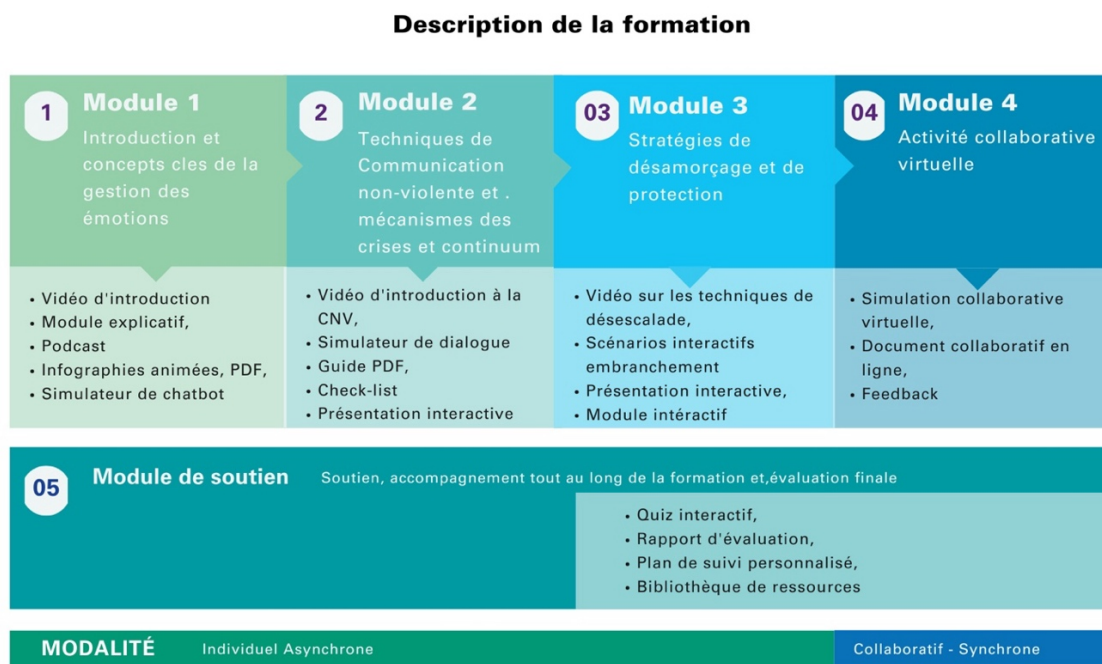 Description de la formation
1
Module 1
Introduction et
concepts cles de la
gestion des
émotions
• Vidéo d'introduction
• Module explicatif,
• Podcast
• Infographies animées, PDF,
• Simulateur de chatbot
2
Module 2
Techniques de
Communication
non-violente et .
mécanismes des
crises et continuum
• Vidéo d'introduction à la
CNV,
• Simulateur de dialogue
• Guide PDF,
• Check-list
• Présentation interactive
03
Module 3
Stratégies de
désamorçage et de
protection
• Vidéo sur les techniques de
désescalade,
• Scénarios interactifs
embranchement
• Présentation interactive,
• Module intéractif
04
Module 4
Activité collaborative
virtuelle
• Simulation collaborative
virtuelle,
• Document collaboratif en
ligne,
• Feedback
05
Module de soutien
Soutien, accompagnement tout au long de la formation et,évaluation finale
• Quiz interactif,
• Rapport d'évaluation,
• Plan de suivi personnalisé,
• Bibliothèque de ressources
MODALITÉ
Individuel Asynchrone
Collaboratif - Synchrone